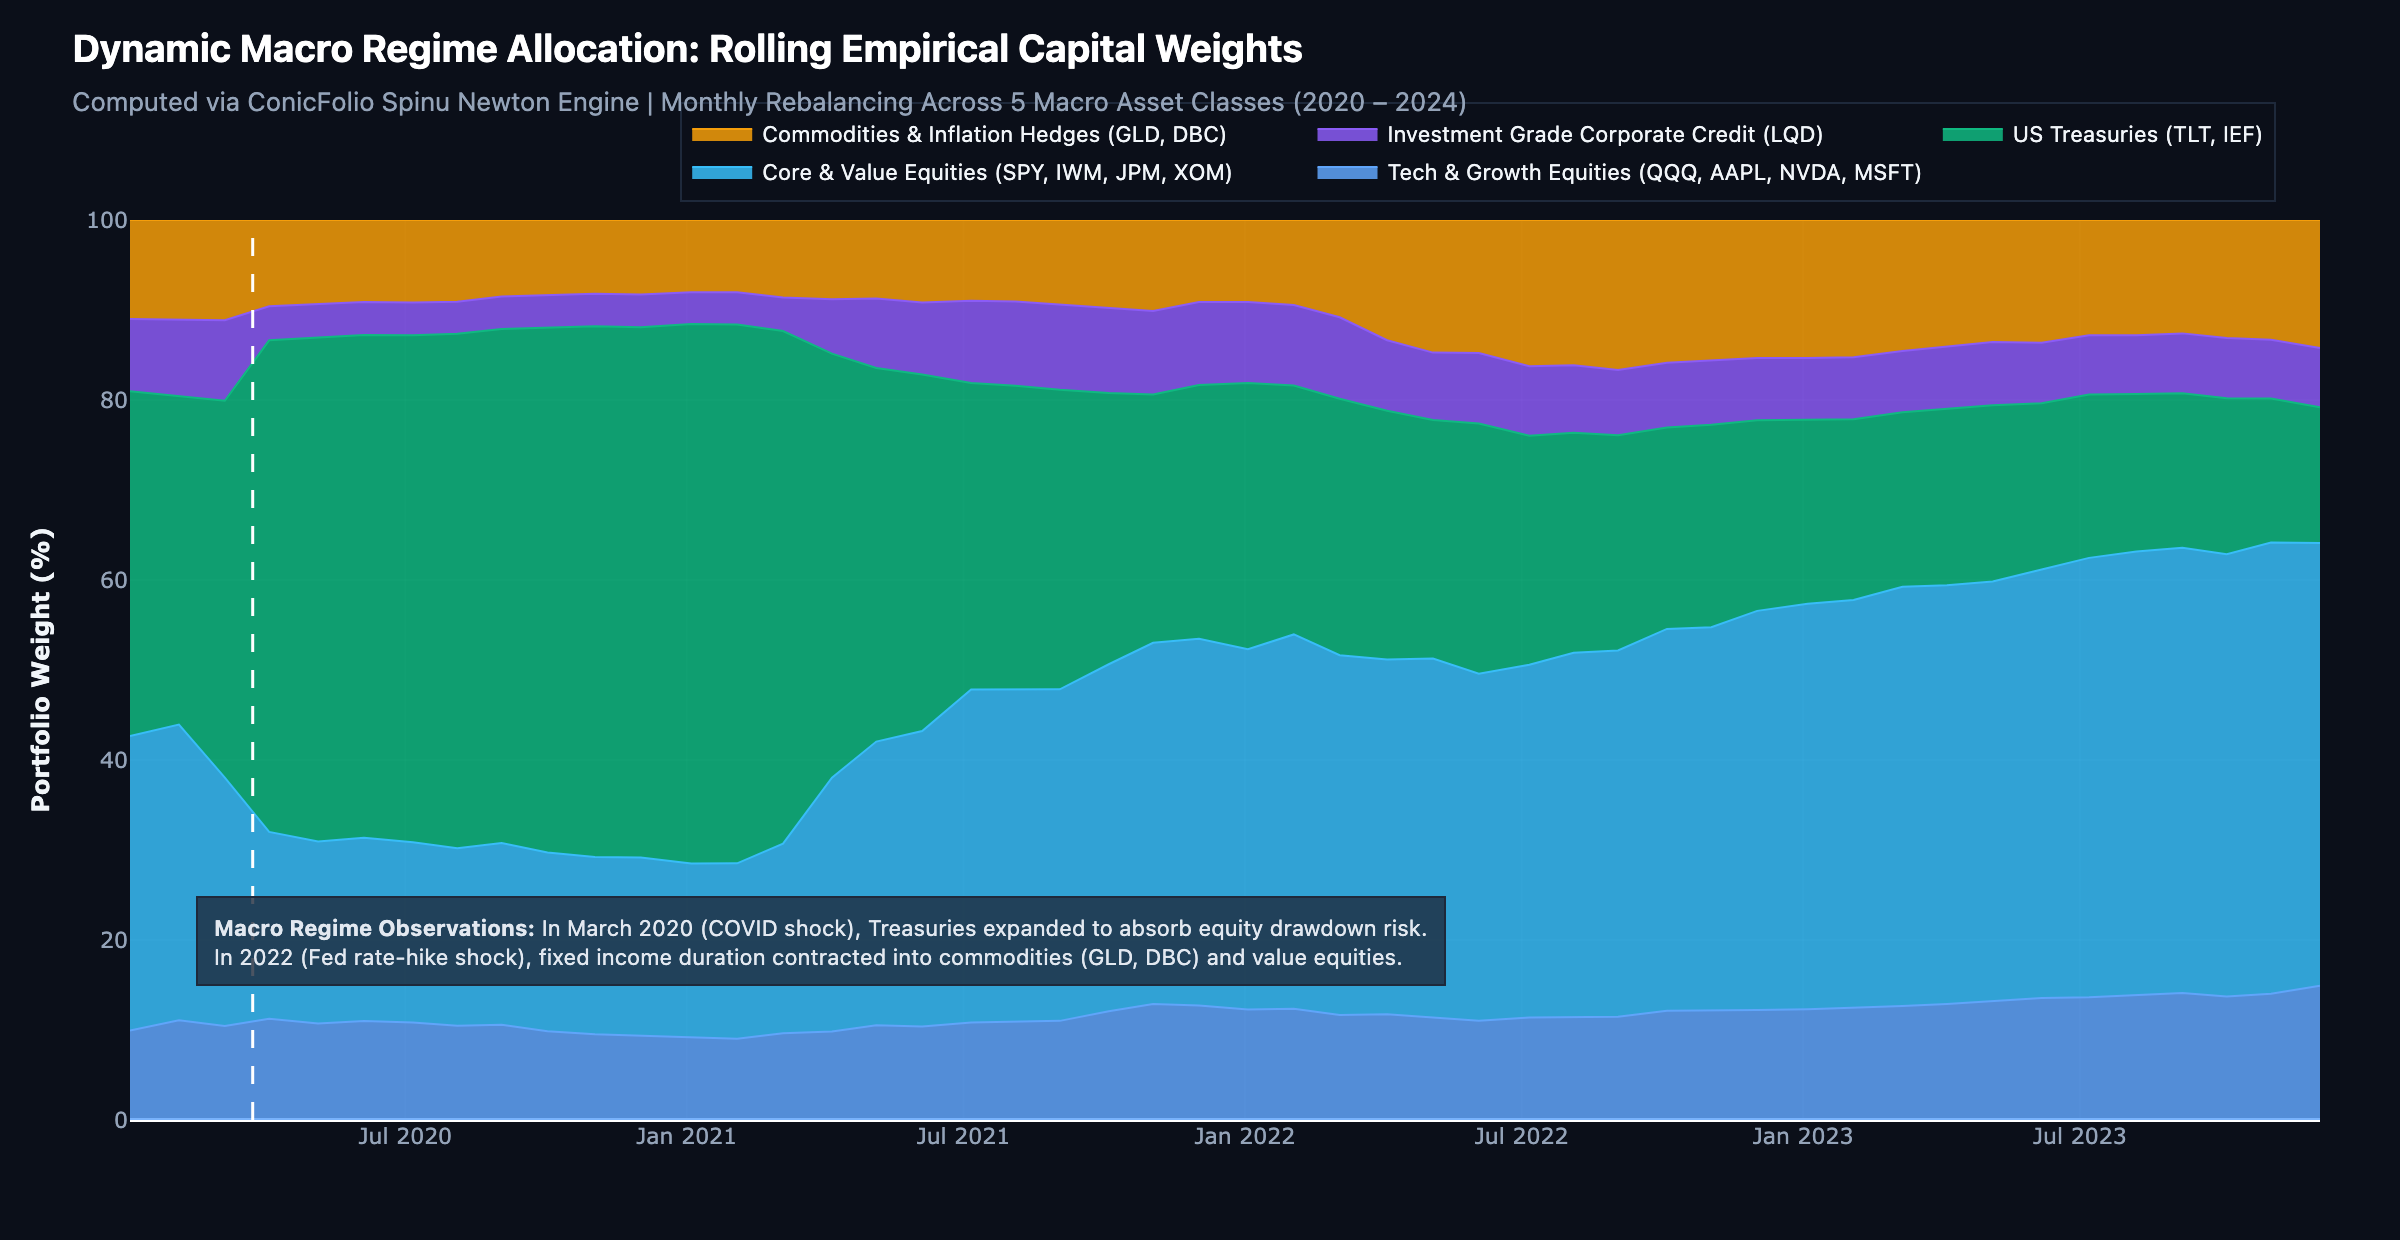 Dynamic Macro Regime Allocation: Rolling Empirical Capital Weights
Computed via ConicFolio Spinu Newton Engine | Monthly Rebalancing Across 5 Macro Asset Classes (2020 – 2024)
Commodities & Inflation Hedges (GLD, DBC)
Investment Grade Corporate Credit (LQD)
US Treasuries (TLT, IEF)
Core & Value Equities (SPY, IWM, JPM, XOM)
Tech & Growth Equities (QQQ, AAPL, NVDA, MSFT)
Portfolio Weight (%)
100
80
60
40
20
0
Macro Regime Observations: In March 2020 (COVID shock), Treasuries expanded to absorb equity drawdown risk.
In 2022 (Fed rate-hike shock), fixed income duration contracted into commodities (GLD, DBC) and value equities.
Jul 2020
Jan 2021
Jul 2021
Jan 2022
Jul 2022
Jan 2023
Jul 2023